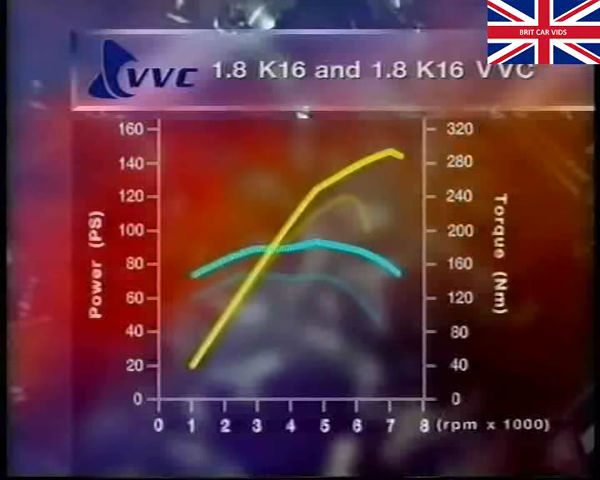 BRIT CAR VIDS
VVC 1.8 K16 and 1.8 K16 VVC
160 320
140 280
120 240
100 200
80 160
60 120
40 80
20 40
0 0
Power (PS)
Torque (Nm)
0 1 2 3 4 5 6 7 8 (rpm x 1000)